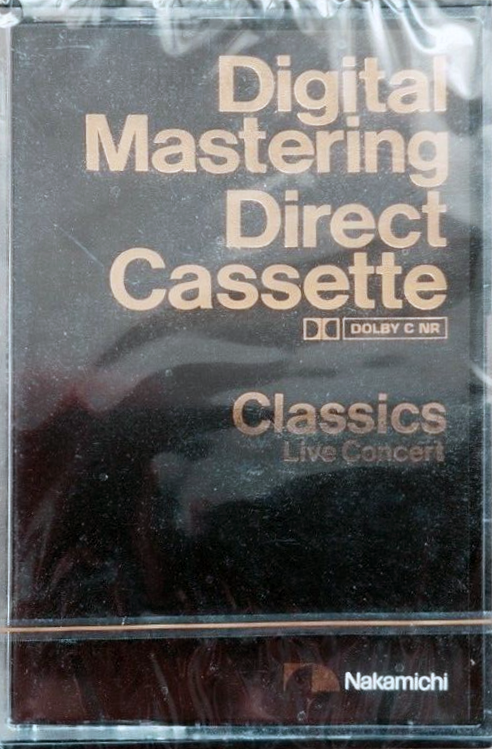 Digital
Mastering
Direct
Cassette
DOLBY C NR
Classics
Live Concert
Nakamichi